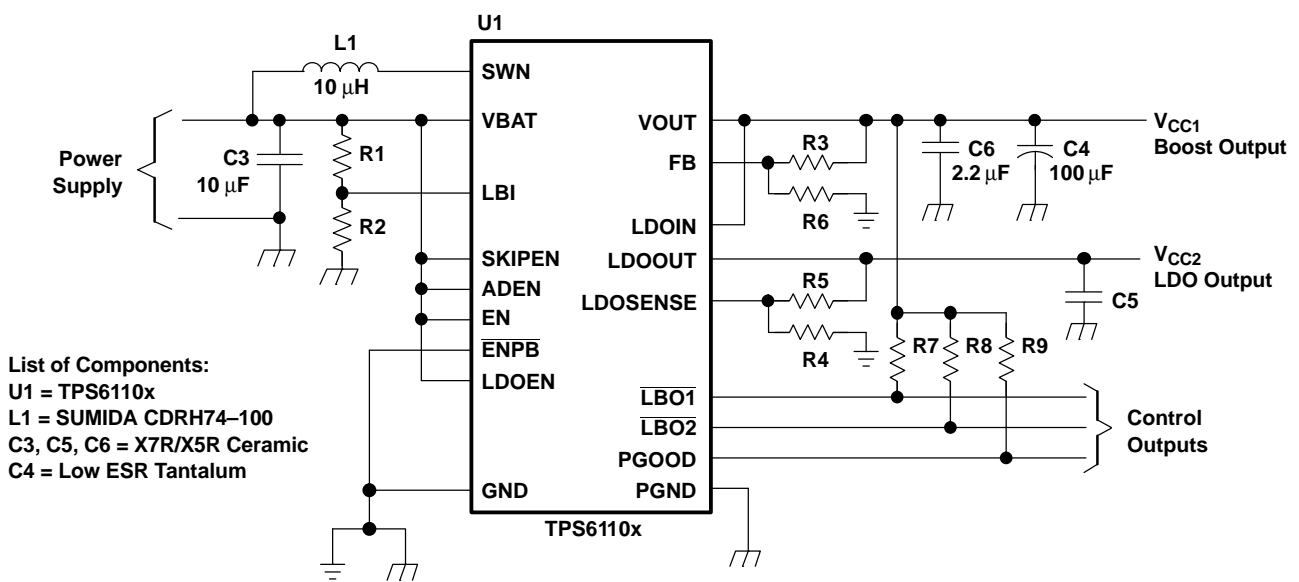 U1
L1
10 μH
SWN
VBAT
Power
Supply
C3
10 μF
R1
LBI
R2
SKIPEN
ADEN
EN
ENPB
LDOEN
GND
VOUT
FB
LDOIN
LDOOUT
LDOSENSE
LBO1
LBO2
PGOOD
PGND
TPS6110x
R3
R6
C6
2.2 μF
C4
100 μF
VCC1
Boost Output
R5
R4
C5
VCC2
LDO Output
R7
R8
R9
Control
Outputs
List of Components:
U1 = TPS6110x
L1 = SUMIDA CDRH74–100
C3, C5, C6 = X7R/X5R Ceramic
C4 = Low ESR Tantalum